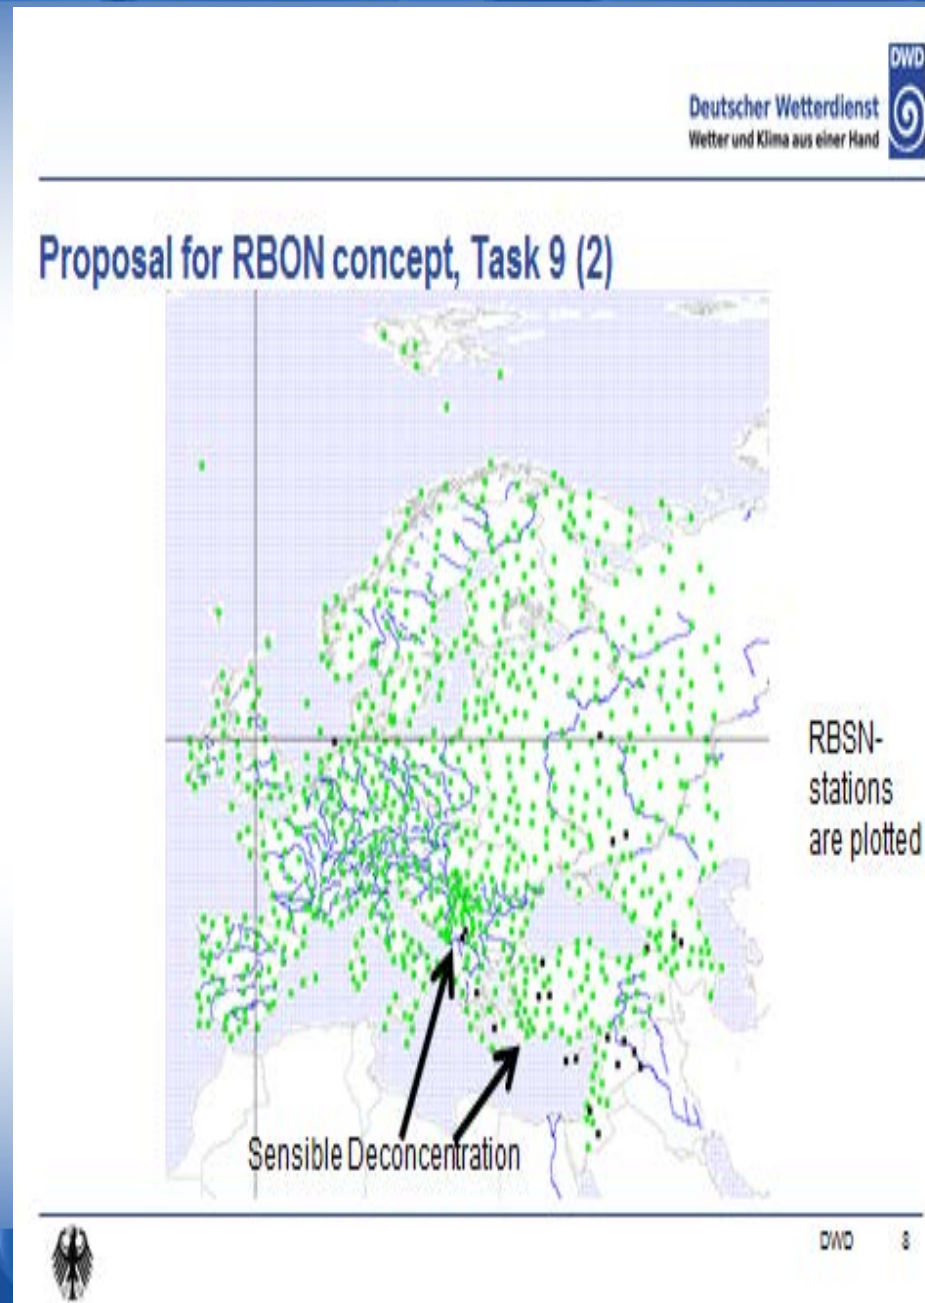 DWD
Deutscher Wetterdienst
Wetter und Klima aus einer Hand
Proposal for RBON concept, Task 9 (2)
RBSN-
stations
are plotted
Sensible Deconcentration
DWD 8